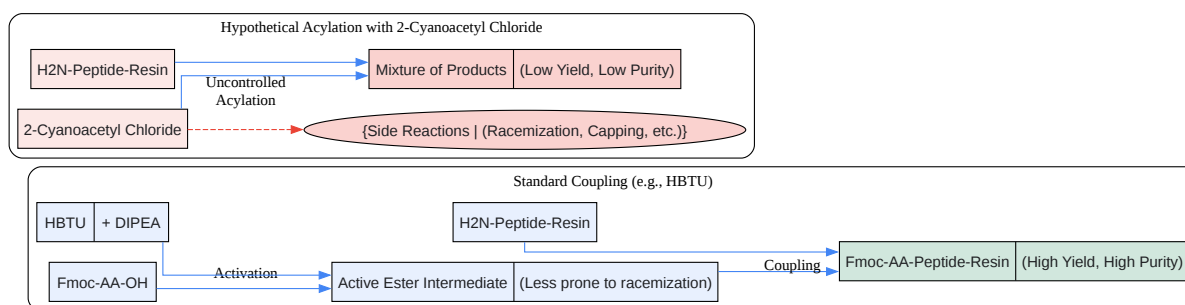 Hypothetical Acylation with 2-Cyanoacetyl Chloride
H2N-Peptide-Resin
Mixture of Products
(Low Yield, Low Purity)
Uncontrolled
Acylation
2-Cyanoacetyl Chloride
{Side Reactions | (Racemization, Capping, etc.)}
Standard Coupling (e.g., HBTU)
HBTU
+ DIPEA
H2N-Peptide-Resin
Fmoc-AA-OH
Activation
Active Ester Intermediate
(Less prone to racemization)
Coupling
Fmoc-AA-Peptide-Resin
(High Yield, High Purity)